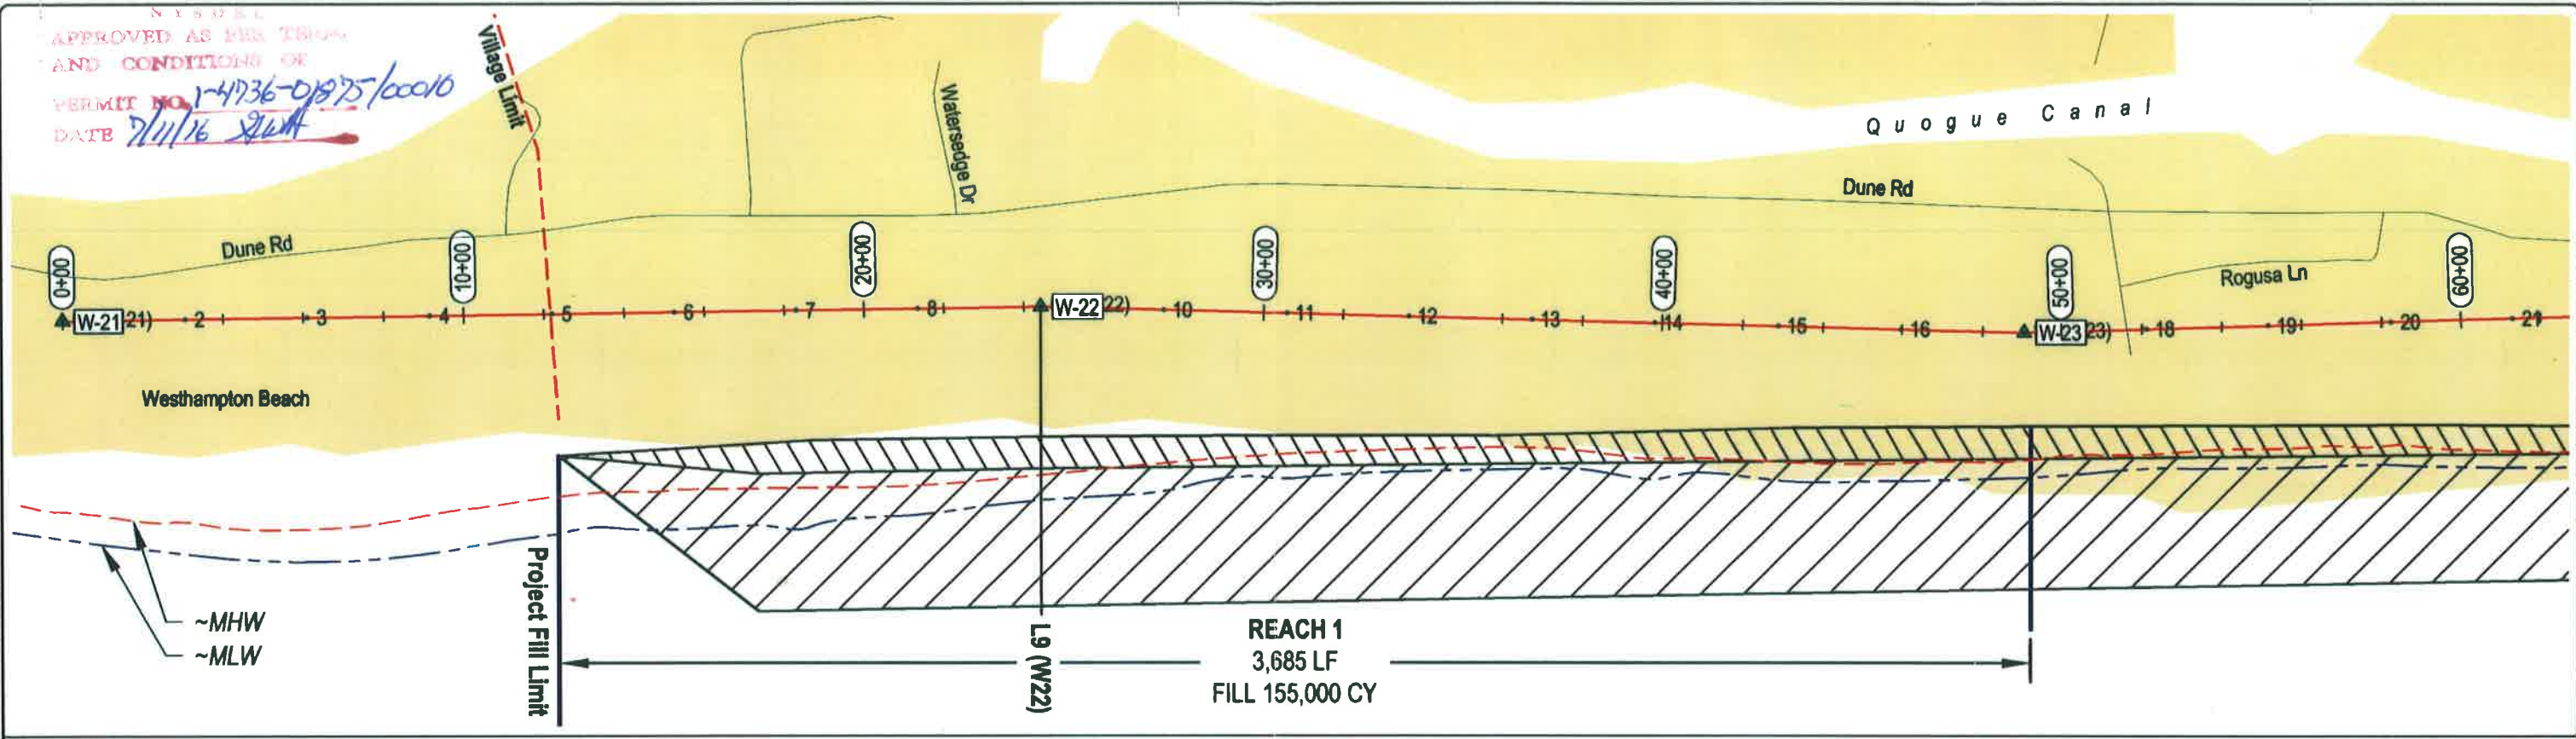 NYSDEC
APPROVED AS PER TERMS
AND CONDITIONS OF
PERMIT NO. 1-4736-01875/00010
DATE 7/11/16
Village Limit
Watersedge Dr
Quogue Canal
Dune Rd
Dune Rd
Rogusa Ln
0+00
10+00
20+00
30+00
40+00
50+00
60+00
W-21 21) 2 3 4 5 6 7 8 W-22 22) 10 11 12 13 14 15 16 W-23 23) 18 19 20 21
Westhampton Beach
~MHW
~MLW
Project Fill Limit
L9 (W22)
REACH 1
3,685 LF
FILL 155,000 CY